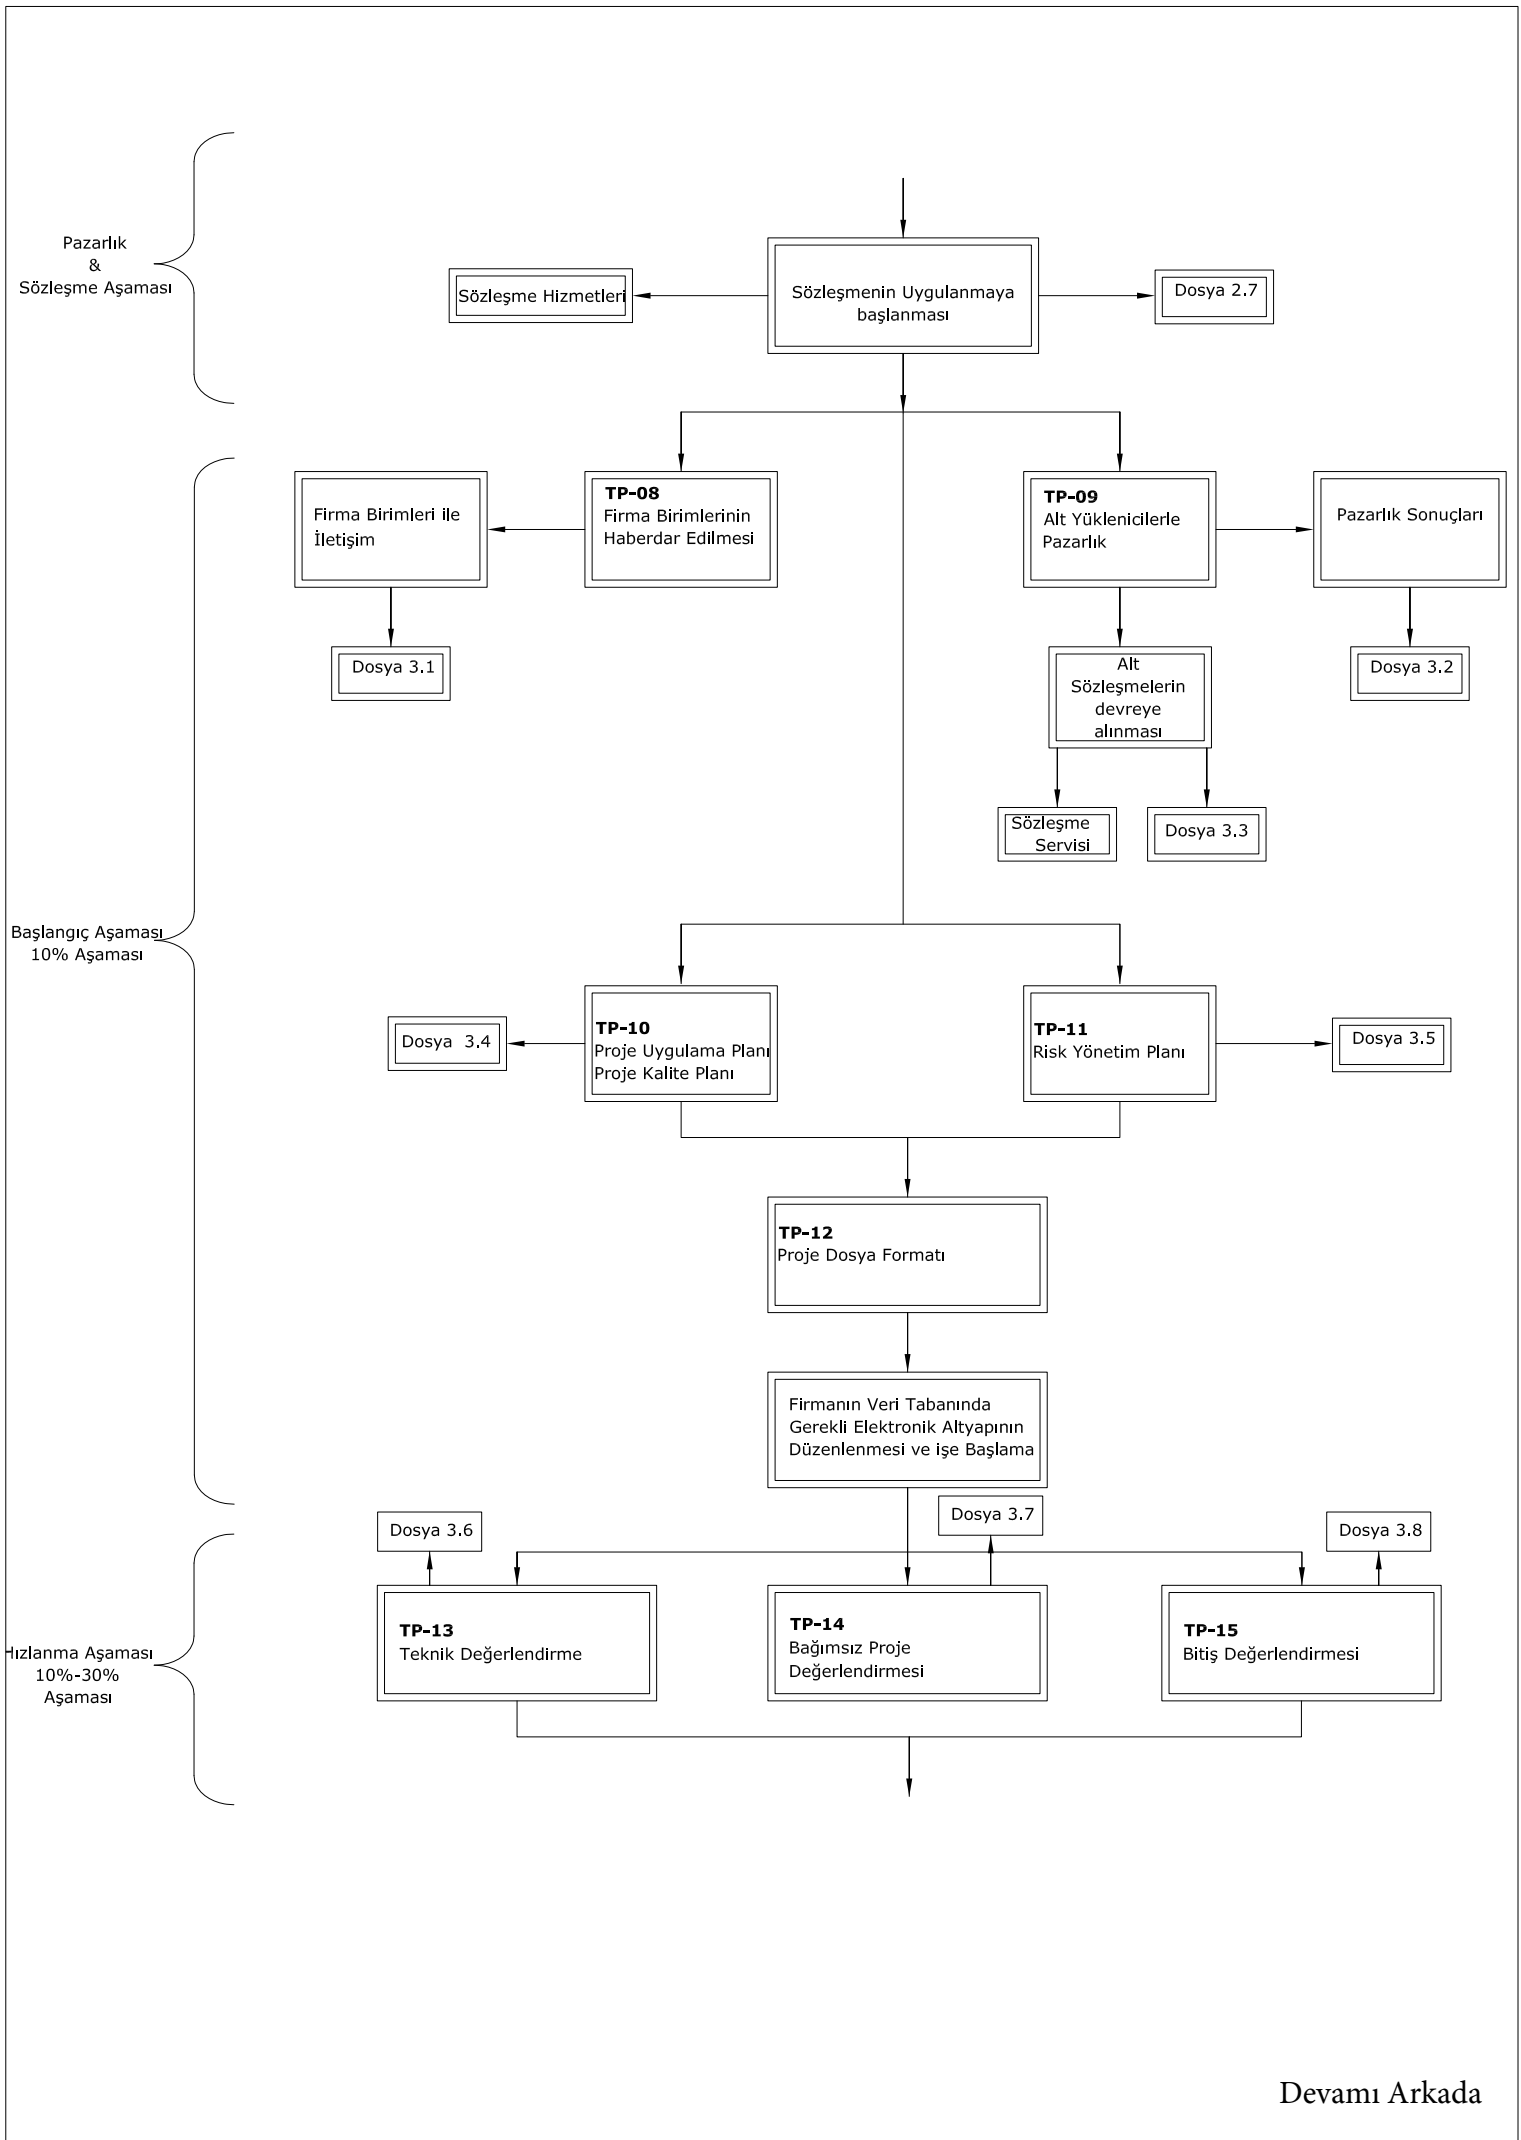 Pazarlık
&
Sözleşme Aşaması
Sözleşme Hizmetleri
Sözleşmenin Uygulanmaya
başlanması
Dosya 2.7
Firma Birimleri ile
İletişim
TP-08
Firma Birimlerinin
Haberdar Edilmesi
TP-09
Alt Yüklenicilerle
Pazarlık
Pazarlık Sonuçları
Dosya 3.1
Alt
Sözleşmelerin
devreye
alınması
Dosya 3.2
Sözleşme
Servisi
Dosya 3.3
Başlangıç Aşaması
10% Aşaması
Dosya 3.4
TP-10
Proje Uygulama Planı
Proje Kalite Planı
TP-11
Risk Yönetim Planı
Dosya 3.5
TP-12
Proje Dosya Formatı
Firmanın Veri Tabanında
Gerekli Elektronik Altyapının
Düzenlenmesi ve işe Başlama
Dosya 3.6
Dosya 3.7
Dosya 3.8
Hızlanma Aşaması
10%-30%
Aşaması
TP-13
Teknik Değerlendirme
TP-14
Bağımsız Proje
Değerlendirmesi
TP-15
Bitiş Değerlendirmesi
Devamı Arkada